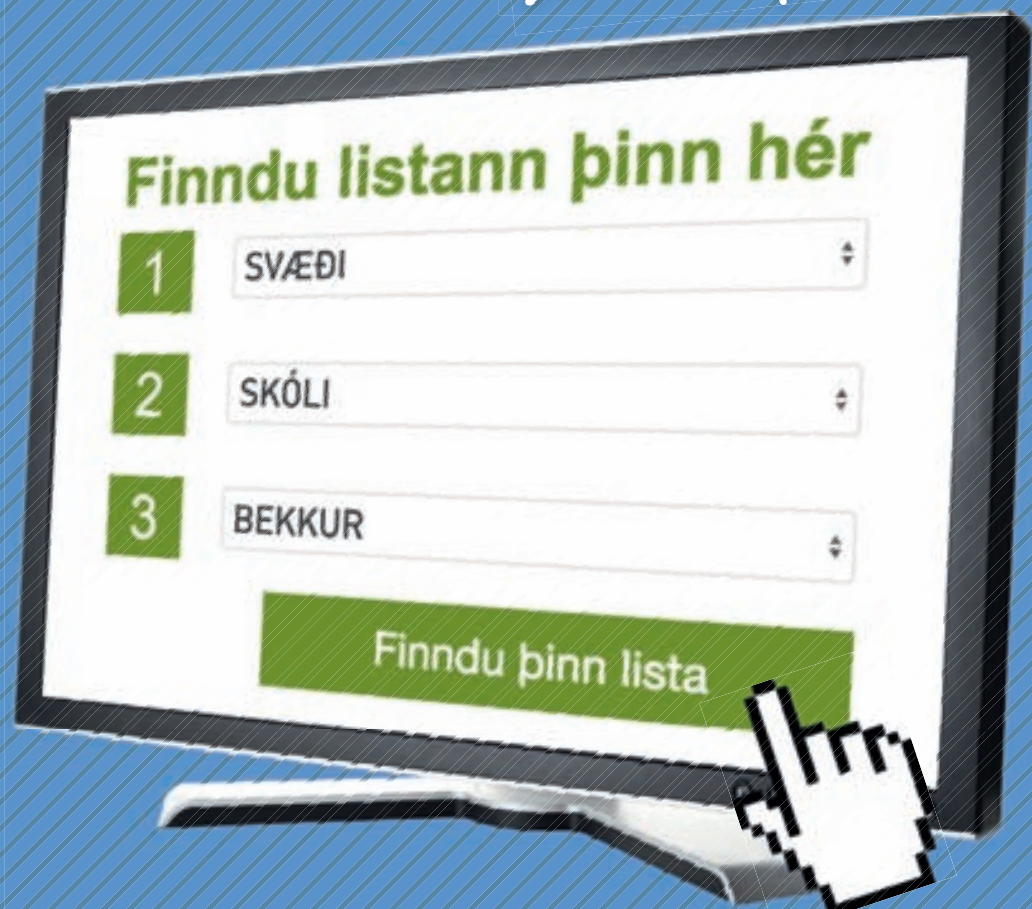 Finndu listann þinn hér
1 SVÆÐI
2 SKÓLI
3 BEKKUR
Finndu þinn lista